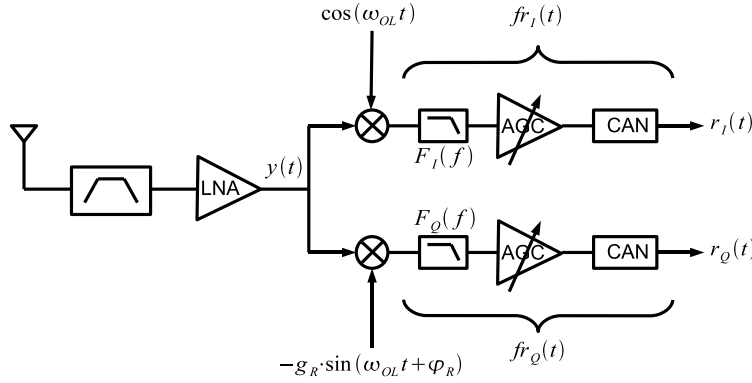 cos(ω_OL t)
fr_I(t)
AGC
CAN
r_I(t)
F_I(f)
y(t)
LNA
F_Q(f)
AGC
CAN
r_Q(t)
fr_Q(t)
−g_R·sin(ω_OL t+φ_R)